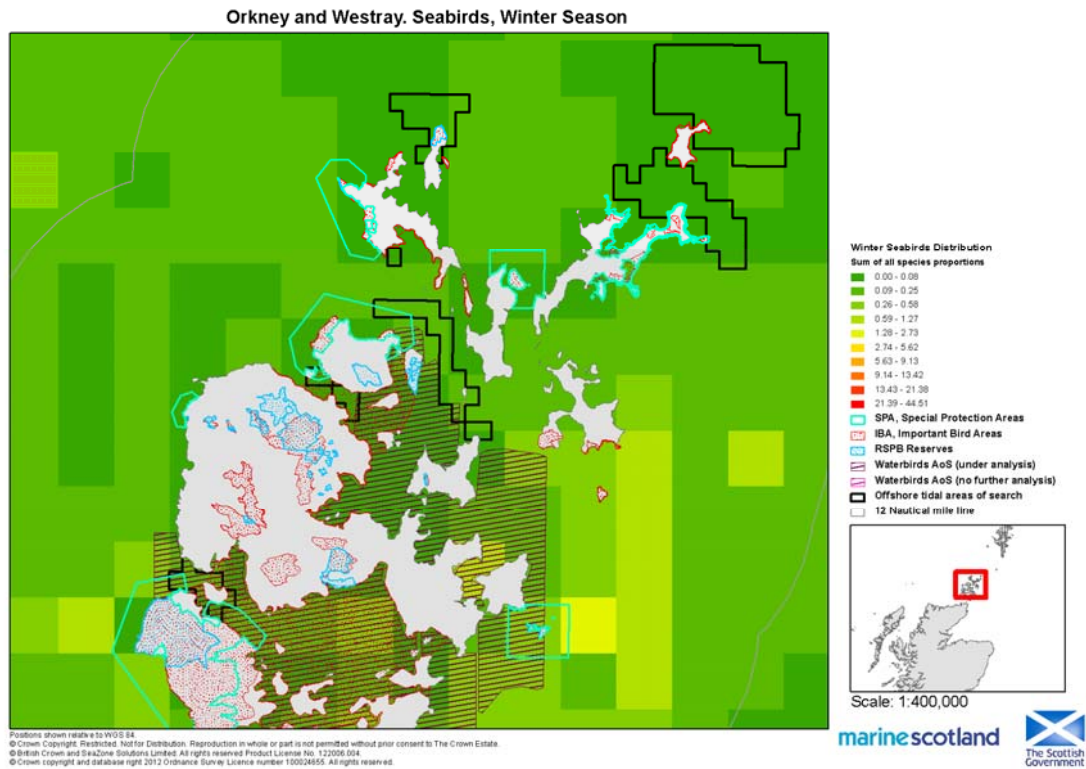 Orkney and Westray. Seabirds, Winter Season
Winter Seabirds Distribution
Sum of all species proportions
0.00 - 0.08
0.09 - 0.25
0.26 - 0.58
0.59 - 1.27
1.28 - 2.73
2.74 - 5.62
5.63 - 9.13
9.14 - 13.42
13.43 - 21.38
21.39 - 44.51
SPA, Special Protection Areas
IBA, Important Bird Areas
RSPB Reserves
Waterbirds AoS (under analysis)
Waterbirds AoS (no further analysis)
Offshore tidal areas of search
12 Nautical mile line
Scale: 1:400,000
marinescotland
The Scottish
Government
Positions shown relative to WGS 84.
© Crown Copyright. Restricted. Not for Distribution. Reproduction in whole or part is not permitted without prior consent to The Crown Estate.
© British Crown and SeaZone Solutions Limited. All rights reserved Product License No. 122006.004.
© Crown copyright and database right 2012 Ordnance Survey Licence number 100024655. All rights reserved.